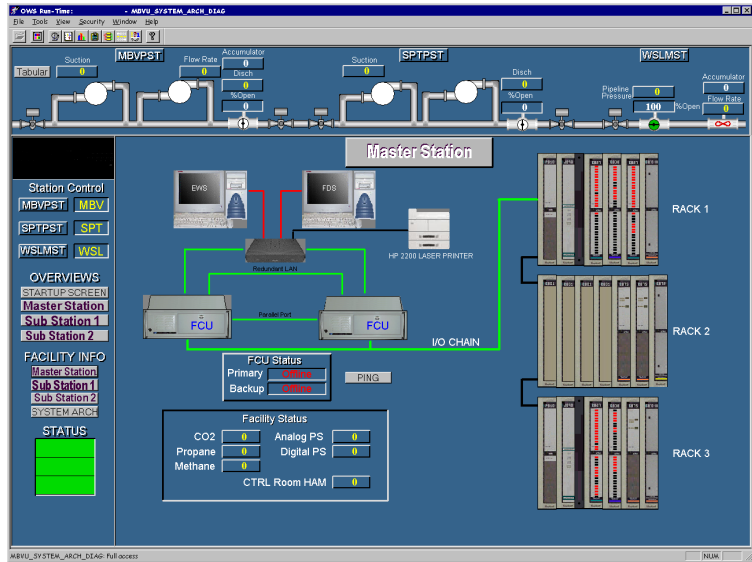 OWS Run-Time: - MBVU_SYSTEM_ARCH_DIAG
File Tools View Security Window Help
MBVPST SPTPST WSLMST
Tabular
Suction
0
Flow Rate
0
Accumulator
0
Disch
0
%Open
0
Suction
0
Disch
0
%Open
0
Pipeline Pressure
0
100 %Open
Accumulator
0
Flow Rate
0
Master Station
Station Control
MBVPST MBV
SPTPST SPT
WSLMST WSL
OVERVIEWS
STARTUP SCREEN
Master Station
Sub Station 1
Sub Station 2
FACILITY INFO
Master Station
Sub Station 1
Sub Station 2
SYSTEM ARCH
STATUS
EWS
FDS
HP 2200 LASER PRINTER
Redundant LAN
Parallel Port
FCU
FCU
I/O CHAIN
FCU Status
Primary Offline
Backup Offline
PING
Facility Status
CO2 0 Analog PS 0
Propane 0 Digital PS 0
Methane 0
CTRL Room HAM 0
RACK 1
RACK 2
RACK 3
MBVU_SYSTEM_ARCH_DIAG: Full access
NUM